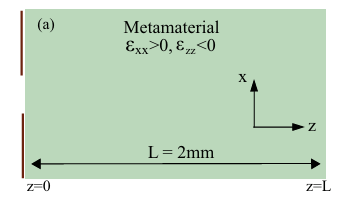 (a)
Metamaterial
εxx>0, εzz<0
x
z
L = 2mm
z=0
z=L